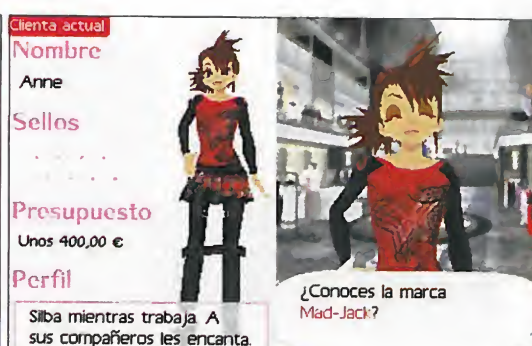 Clienta actual
Nombre
Anne
Sellos
Presupuesto
Unos 400,00 €
Perfil
Silba mientras trabaja. A
sus compañeros les encanta.
¿Conoces la marca
Mad-Jack?